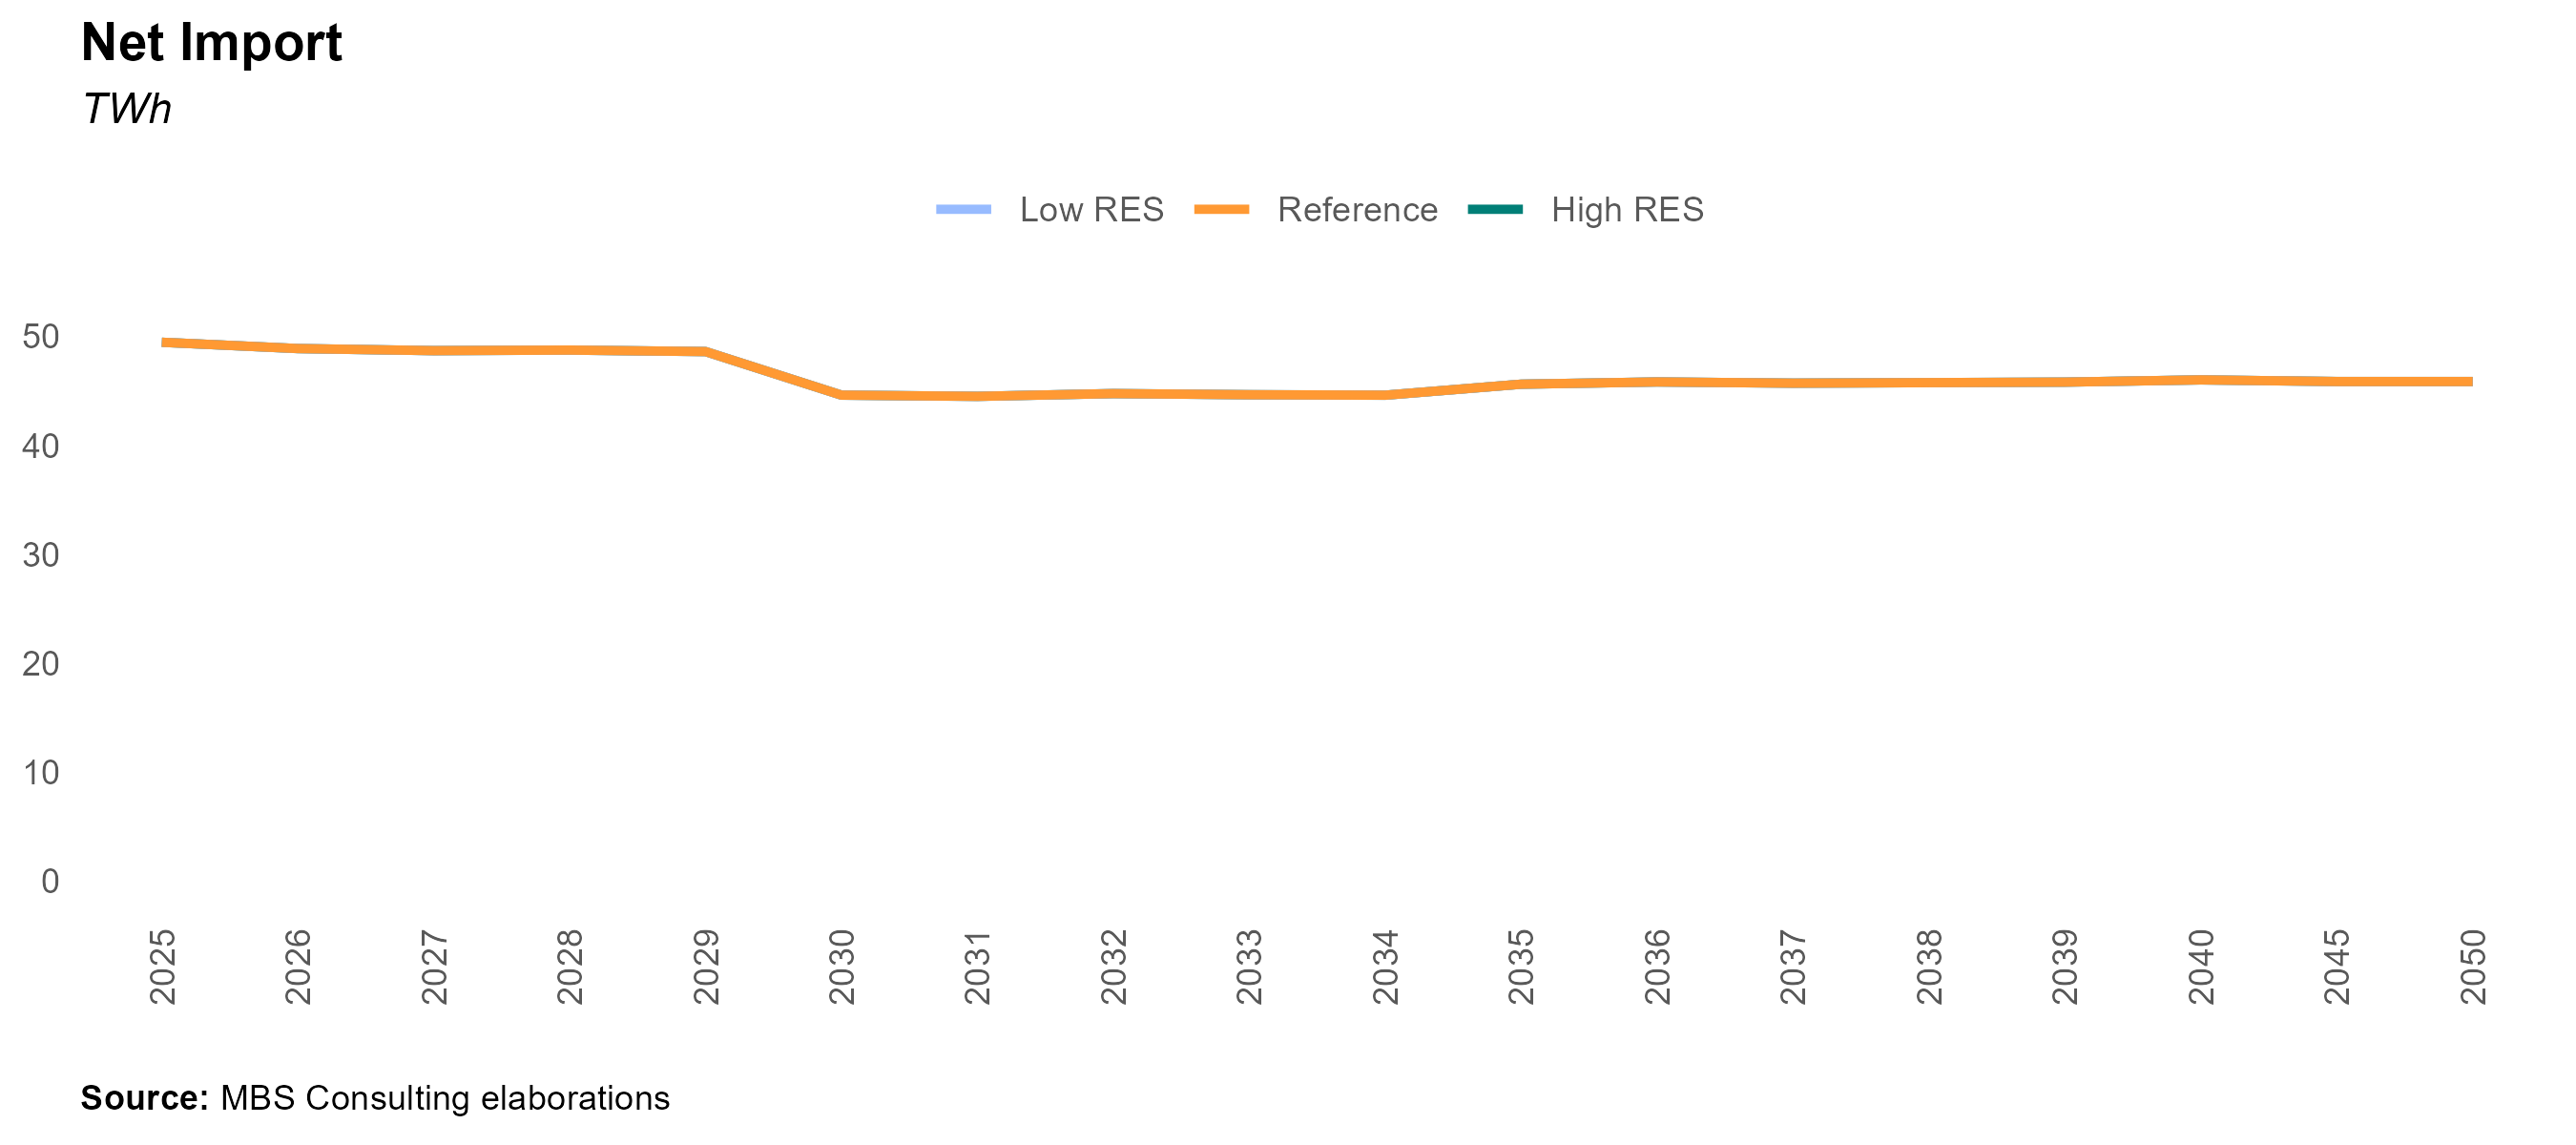 Net Import
TWh
Low RES Reference High RES
50
40
30
20
10
0
2025 2026 2027 2028 2029 2030 2031 2032 2033 2034 2035 2036 2037 2038 2039 2040 2045 2050
Source: MBS Consulting elaborations